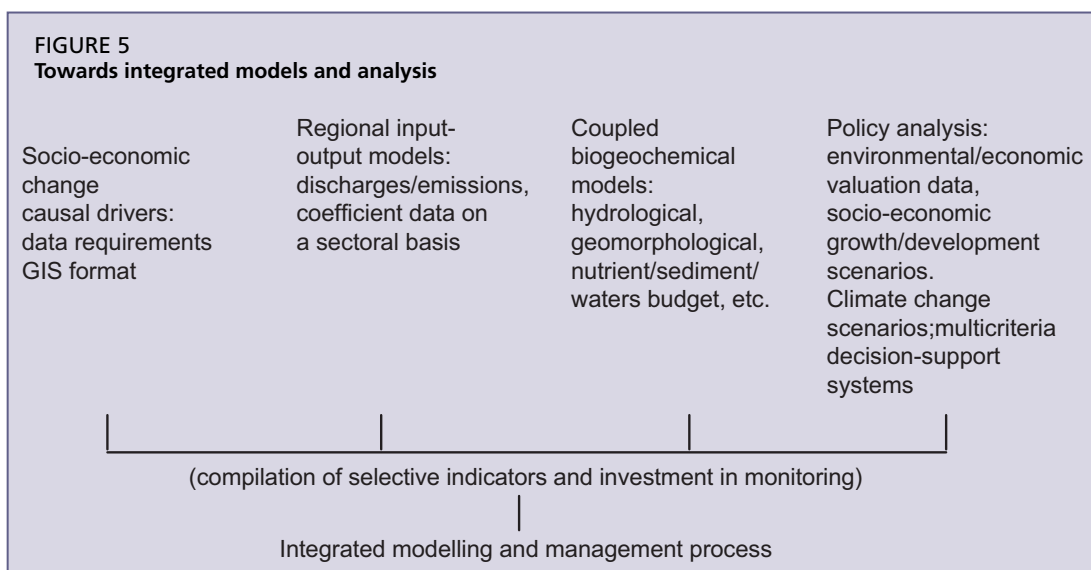 FIGURE 5
Towards integrated models and analysis
Socio-economic
change
causal drivers:
data requirements
GIS format
Regional input-
output models:
discharges/emissions,
coefficient data on
a sectoral basis
Coupled
biogeochemical
models:
hydrological,
geomorphological,
nutrient/sediment/
waters budget, etc.
Policy analysis:
environmental/economic
valuation data,
socio-economic
growth/development
scenarios.
Climate change
scenarios;multicriteria
decision-support
systems
(compilation of selective indicators and investment in monitoring)
Integrated modelling and management process